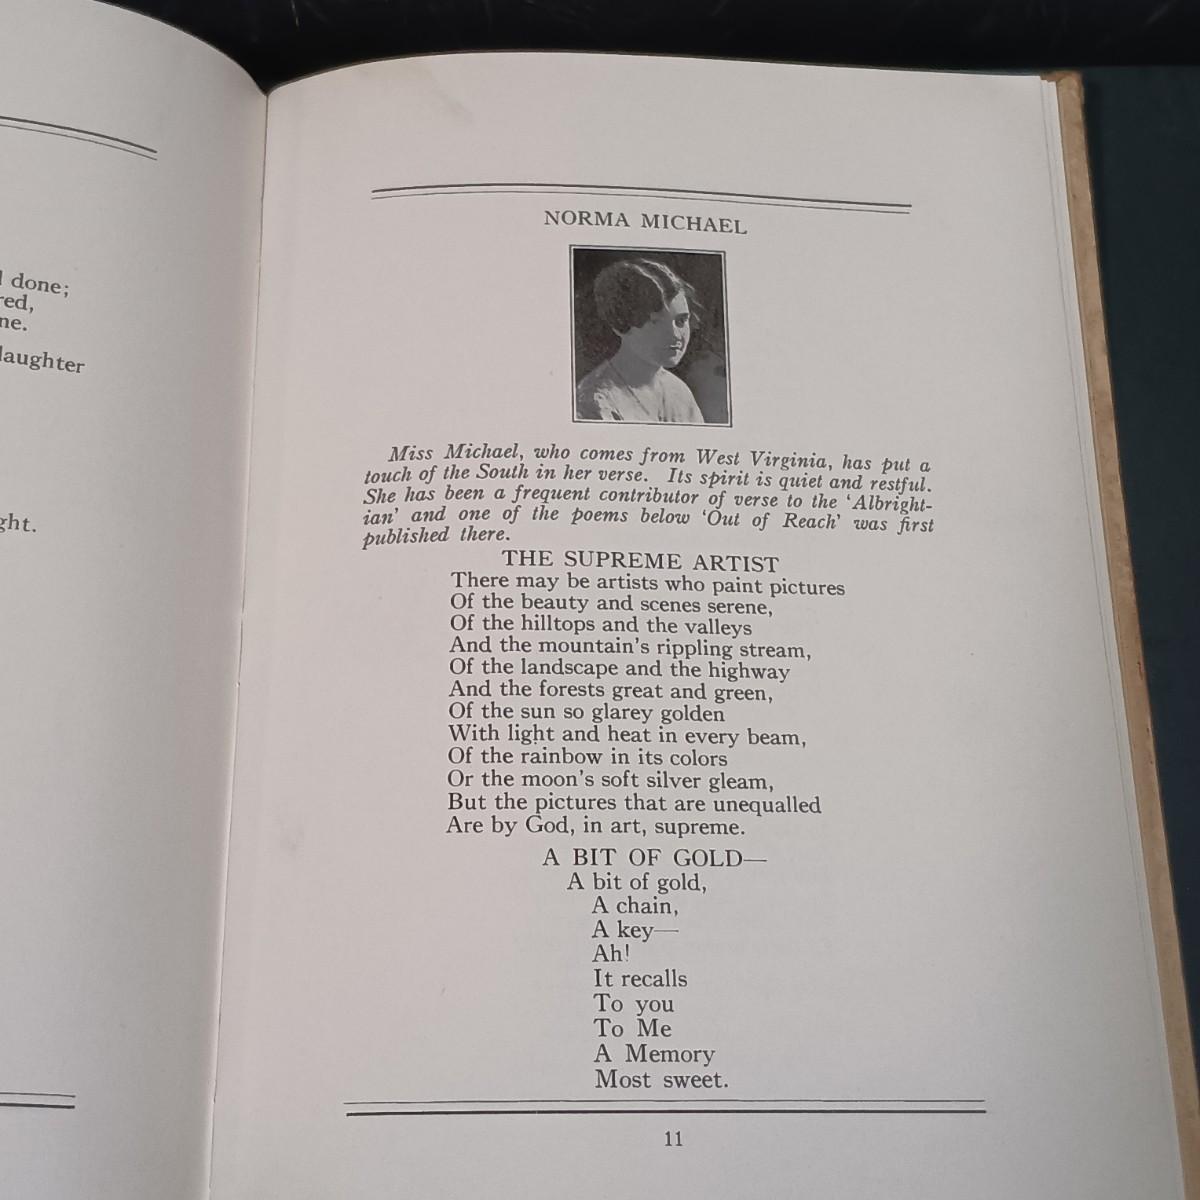 done;
red,
ne.
laughter
ght.
NORMA MICHAEL
Miss Michael, who comes from West Virginia, has put a
touch of the South in her verse. Its spirit is quiet and restful.
She has been a frequent contributor of verse to the 'Albright-
ian' and one of the poems below 'Out of Reach' was first
published there.
THE SUPREME ARTIST
There may be artists who paint pictures
Of the beauty and scenes serene,
Of the hilltops and the valleys
And the mountain's rippling stream,
Of the landscape and the highway
And the forests great and green,
Of the sun so glarey golden
With light and heat in every beam,
Of the rainbow in its colors
Or the moon's soft silver gleam,
But the pictures that are unequalled
Are by God, in art, supreme.
A BIT OF GOLD—
A bit of gold,
A chain,
A key—
Ah!
It recalls
To you
To Me
A Memory
Most sweet.
11